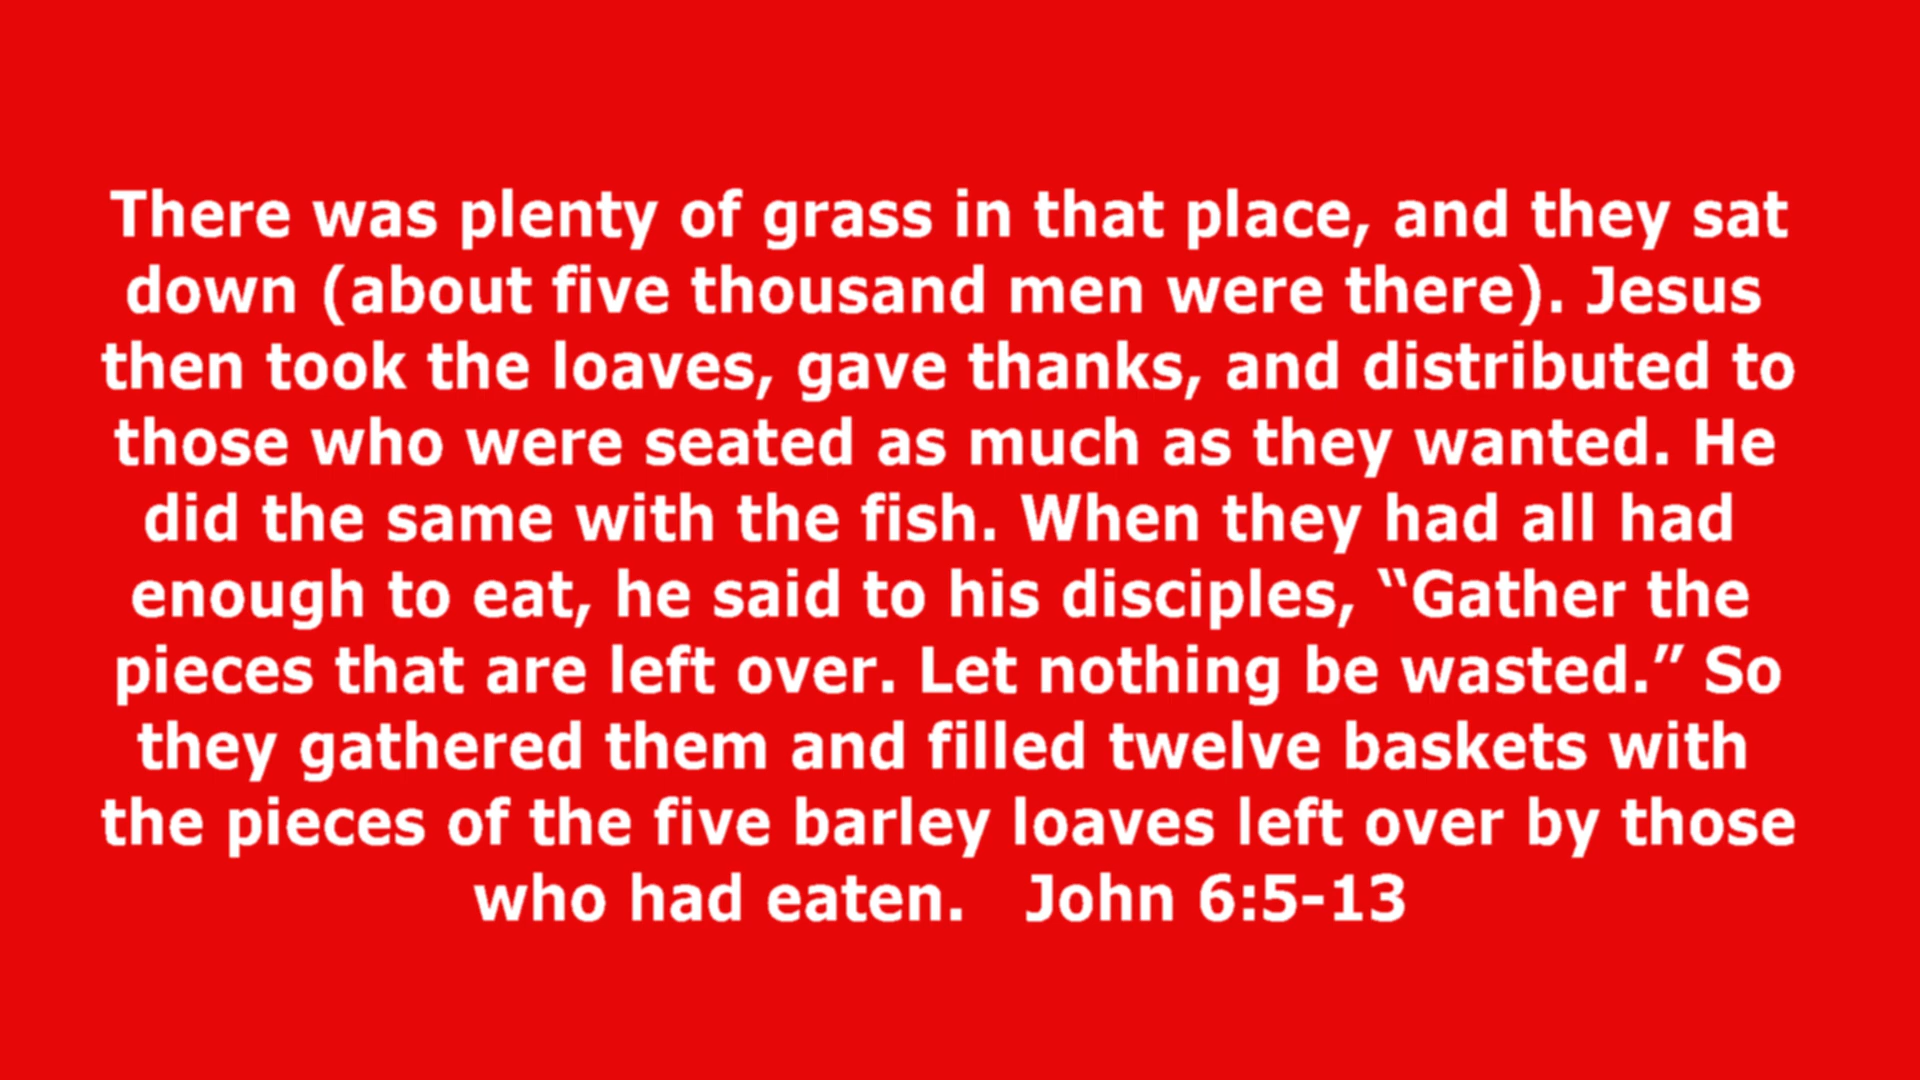 There was plenty of grass in that place, and they sat
down (about five thousand men were there). Jesus
then took the loaves, gave thanks, and distributed to
those who were seated as much as they wanted. He
did the same with the fish. When they had all had
enough to eat, he said to his disciples, “Gather the
pieces that are left over. Let nothing be wasted.” So
they gathered them and filled twelve baskets with
the pieces of the five barley loaves left over by those
who had eaten.   John 6:5-13